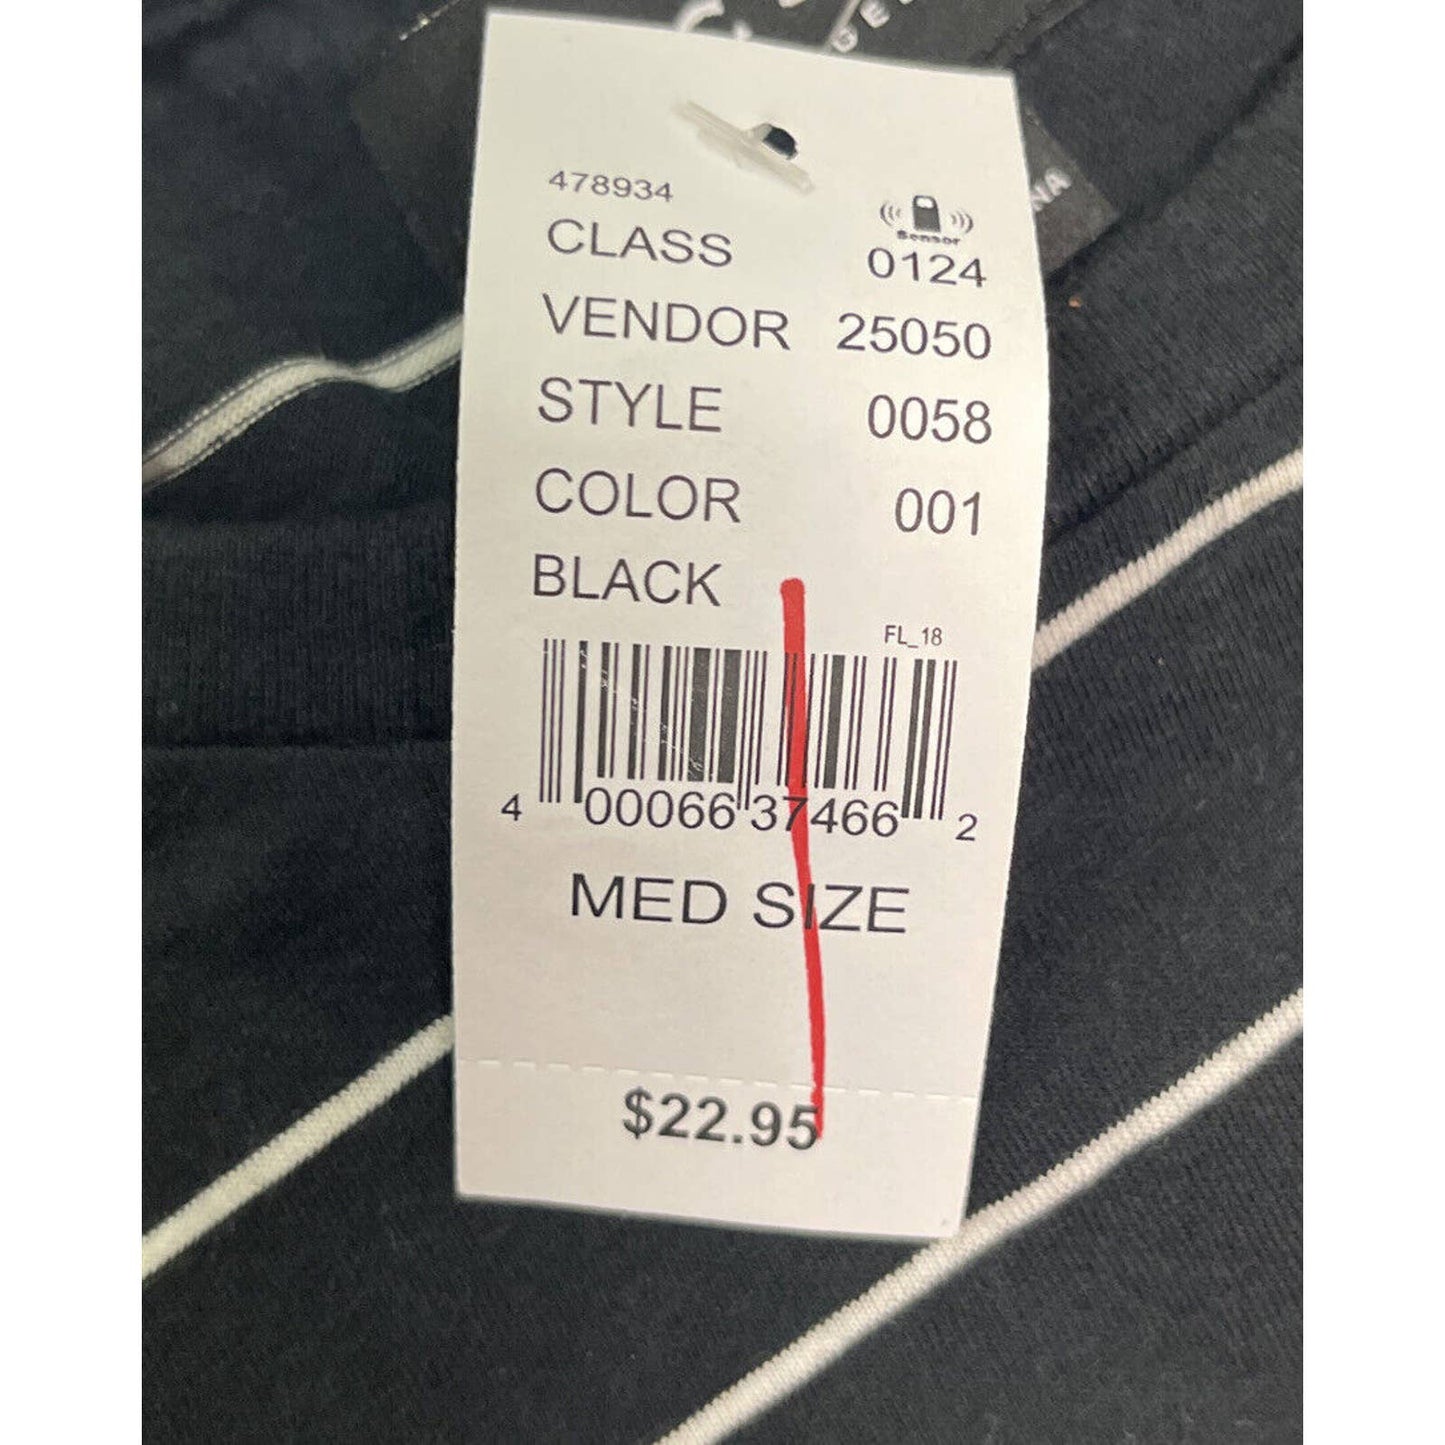 478934
Sensor
CLASS 0124
VENDOR 25050
STYLE 0058
COLOR 001
BLACK
FL_18
4 00066 37466 2
MED SIZE
$22.95